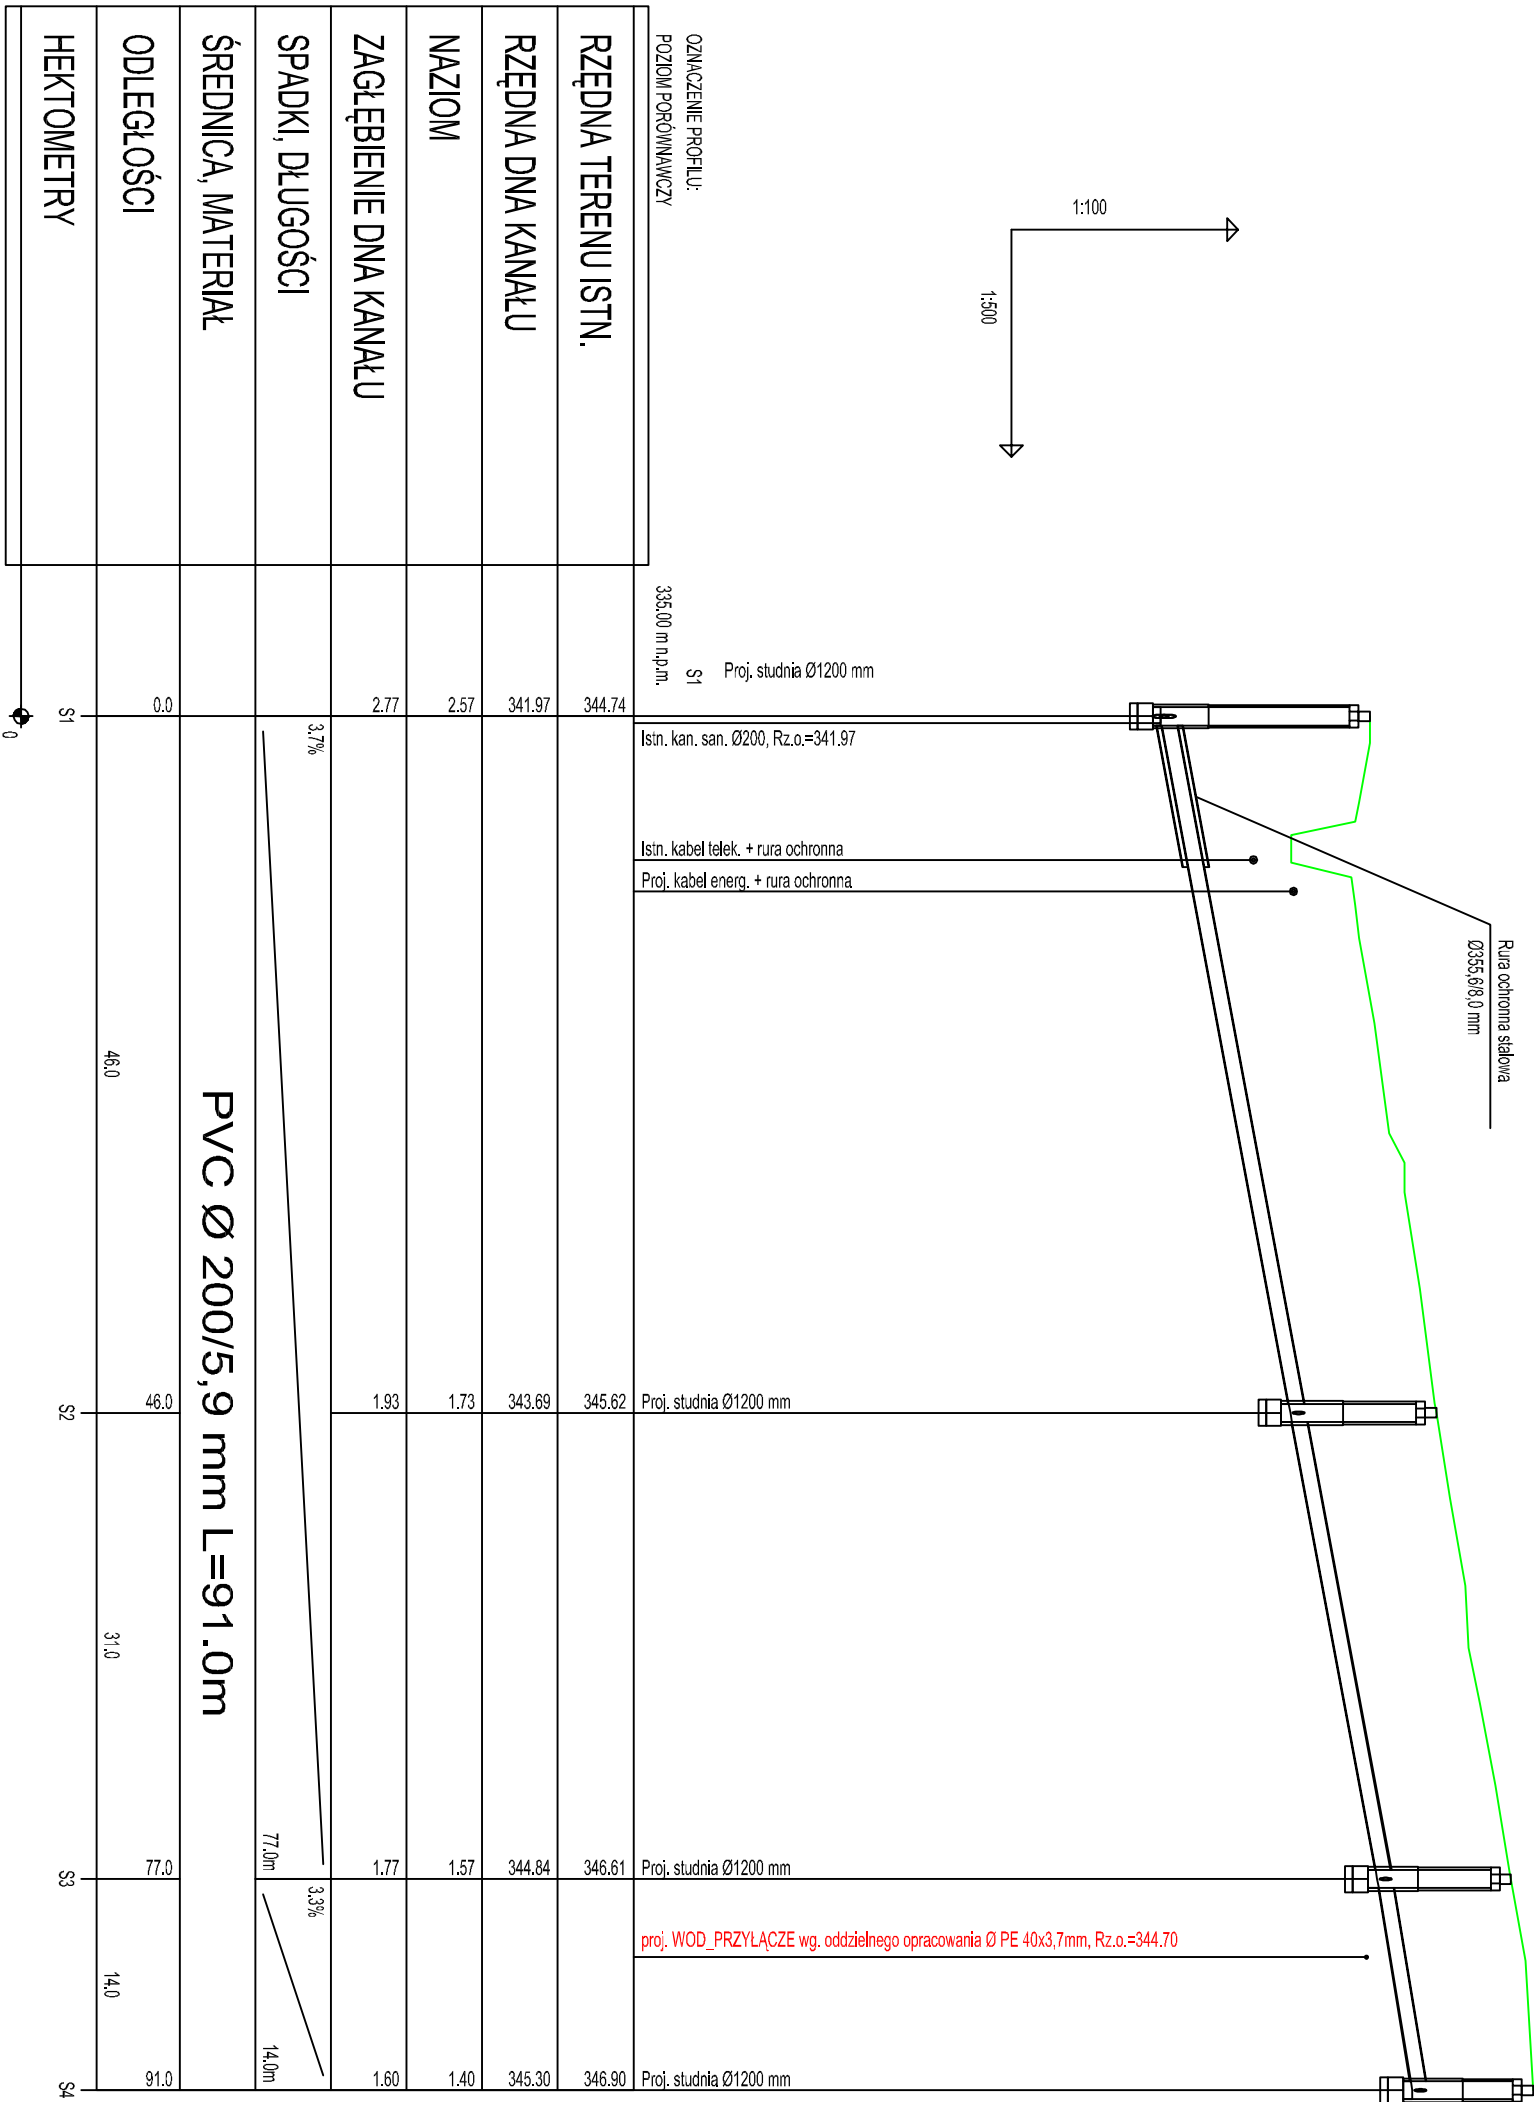 1:100
1:500
Rura ochronna stalowa
Ø355,6/8,0 mm
OZNACZENIE PROFILU:
POZIOM PORÓWNAWCZY
335.00 m n.p.m.
S1
Proj. studnia Ø1200 mm
Istn. kan. san. Ø200, Rz.o.=341.97
Istn. kabel telek. + rura ochronna
Proj. kabel energ. + rura ochronna
Proj. studnia Ø1200 mm
Proj. studnia Ø1200 mm
proj. WOD_PRZYŁĄCZE wg. oddzielnego opracowania Ø PE 40x3,7mm, Rz.o.=344.70
Proj. studnia Ø1200 mm
RZĘDNA TERENU ISTN. 344.74 345.62 346.61 346.90
RZĘDNA DNA KANAŁU 341.97 343.69 344.84 345.30
NAZIOM 2.57 1.73 1.57 1.40
ZAGŁĘBIENIE DNA KANAŁU 2.77 1.93 1.77 1.60
SPADKI, DŁUGOŚCI 3.7% 77.0m 3.3% 14.0m
ŚREDNICA, MATERIAŁ PVC Ø 200/5,9 mm L=91.0m
ODLEGŁOŚCI 0.0 46.0 46.0 31.0 77.0 14.0 91.0
HEKTOMETRY S1 S2 S3 S4
0